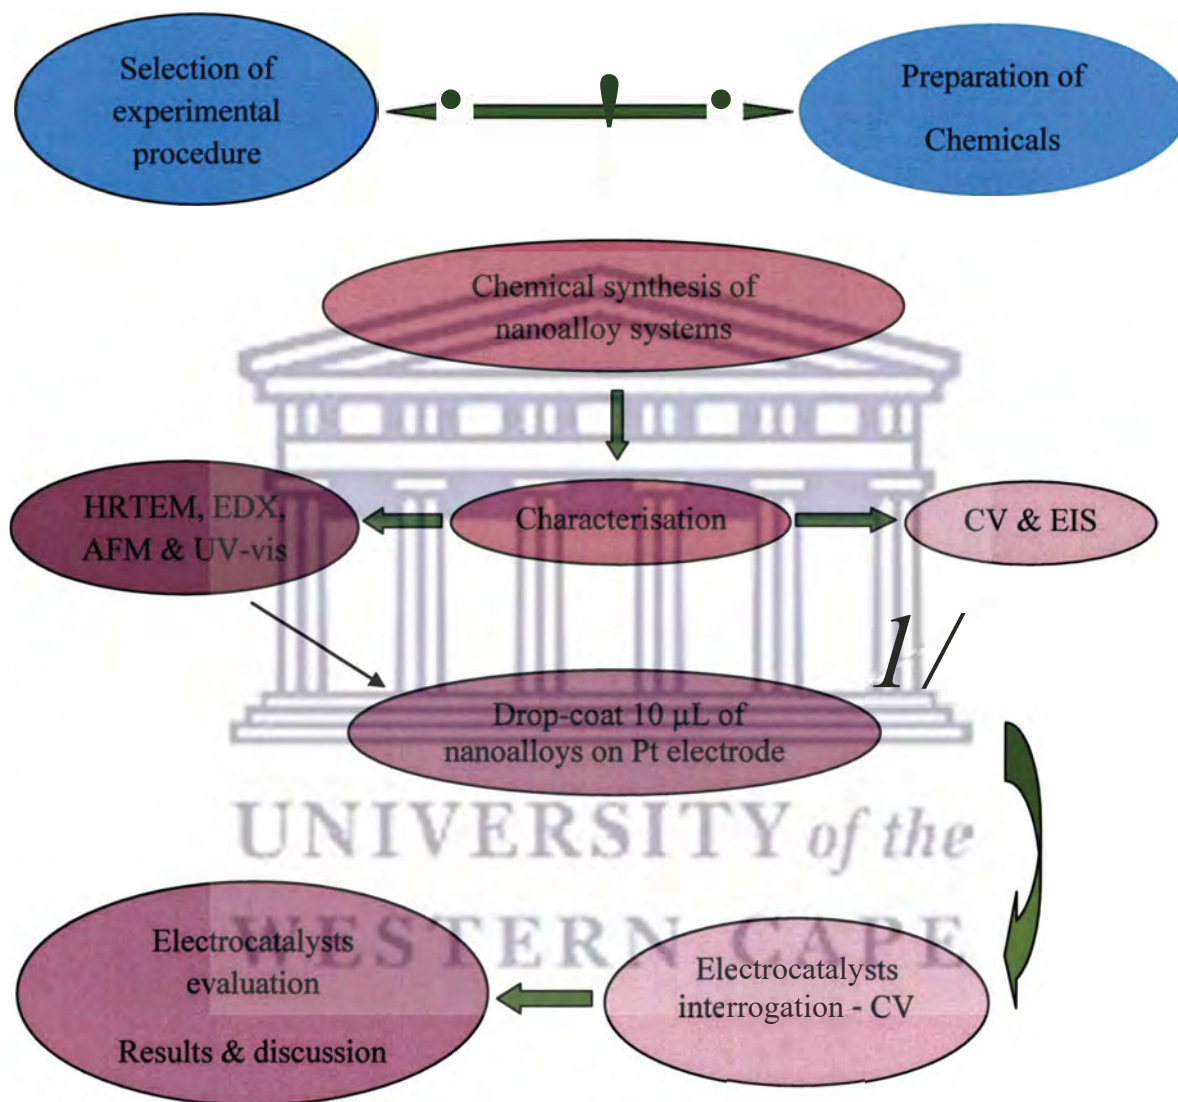 Selection of
experimental
procedure
Preparation of
Chemicals
Chemical synthesis of
nanoalloy systems
HRTEM, EDX,
AFM & UV-vis
Characterisation
CV & EIS
1/
Drop-coat 10 µL of
nanoalloys on Pt electrode
UNIVERSITY of the
WESTERN CAPE
Electrocatalysts
evaluation
Results & discussion
Electrocatalysts
interrogation - CV